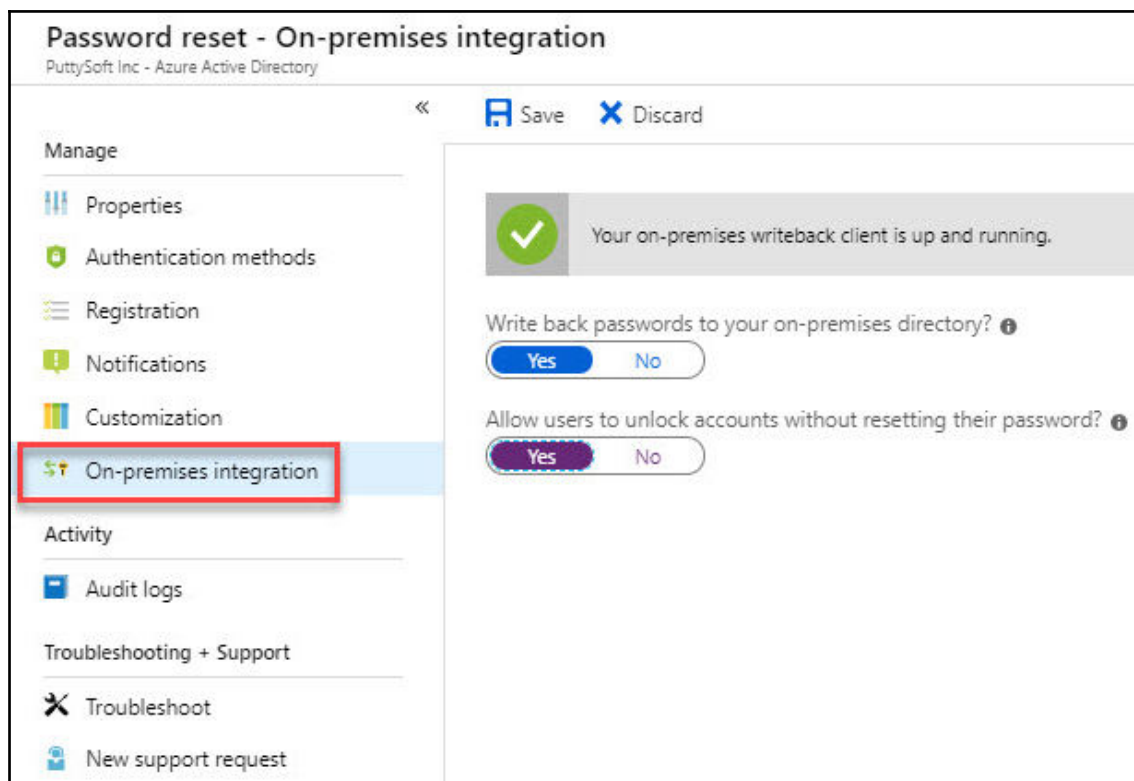 Password reset - On-premises integration
PuttySoft Inc - Azure Active Directory
«
Save
Discard
Manage
Properties
Authentication methods
Registration
Notifications
Customization
On-premises integration
Activity
Audit logs
Troubleshooting + Support
Troubleshoot
New support request
Your on-premises writeback client is up and running.
Write back passwords to your on-premises directory?
Yes No
Allow users to unlock accounts without resetting their password?
Yes No